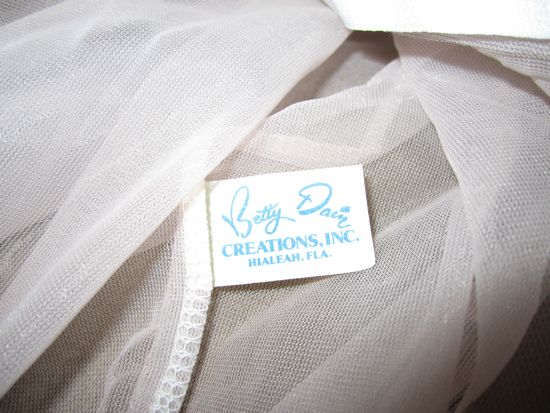 Betty Dain
CREATIONS, INC.
HIALEAH, FLA.